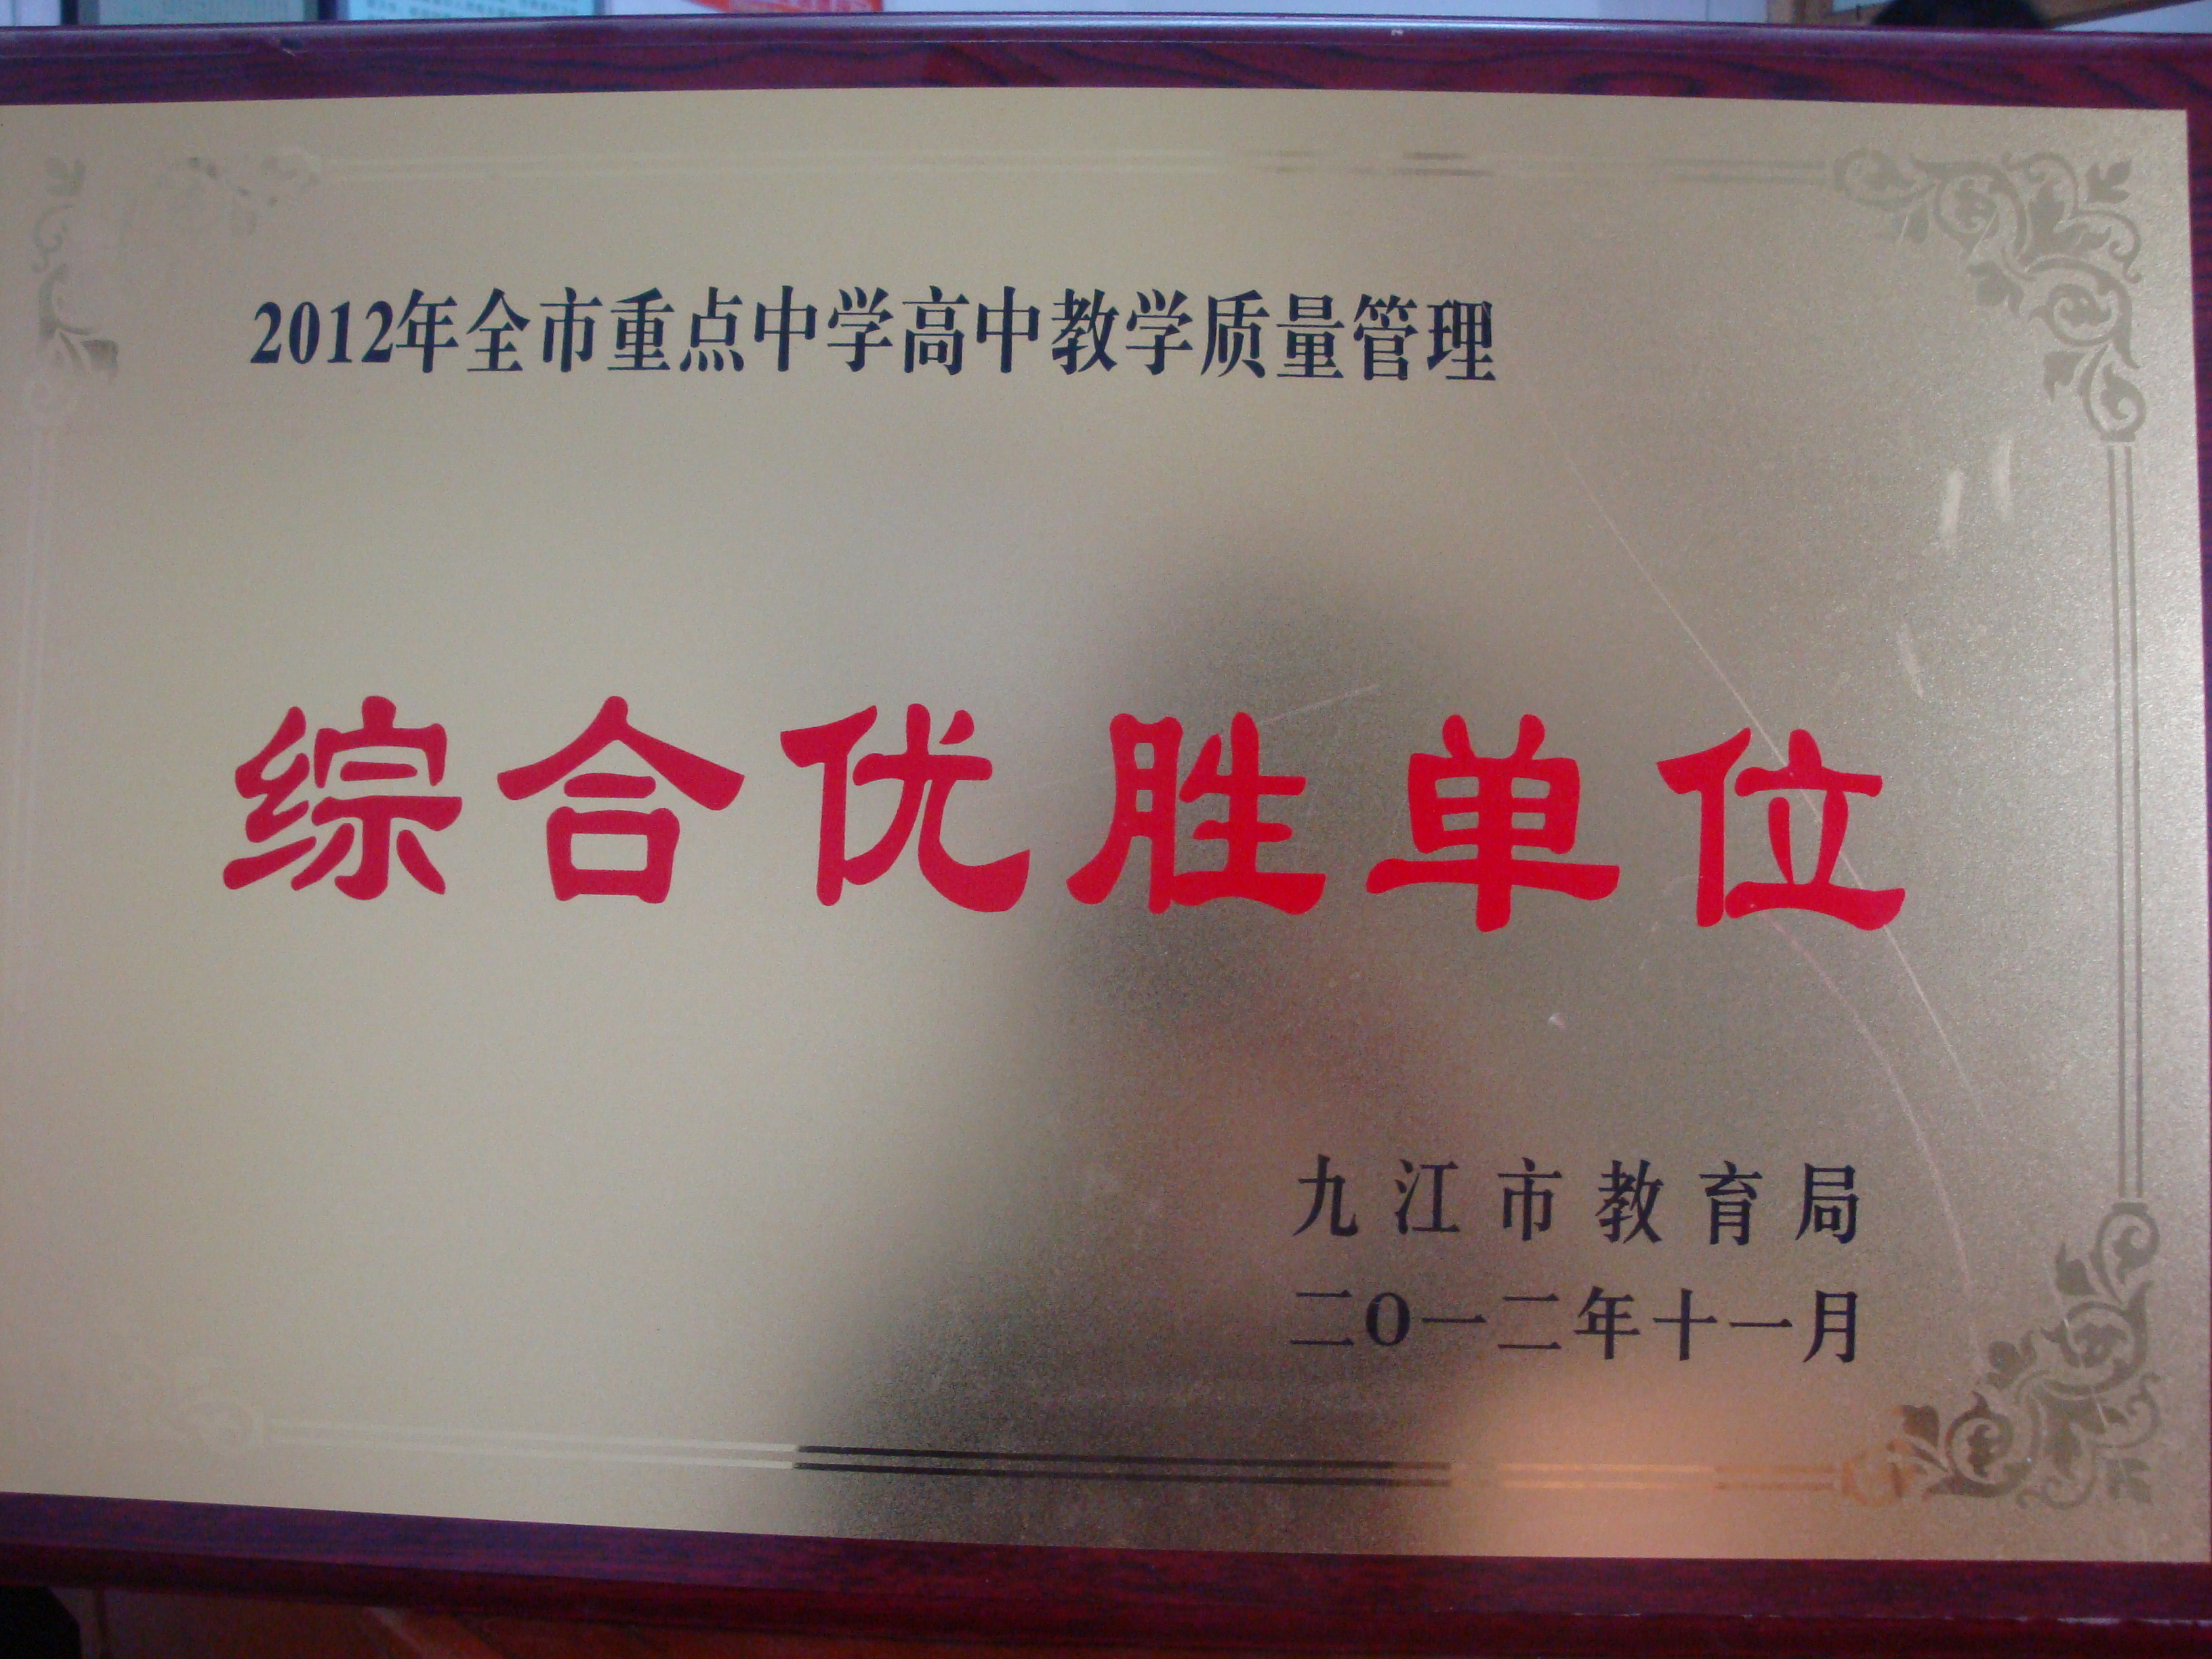 2012年全市重点中学高中教学质量管理
综合优胜单位
九江市教育局
二O一二年十一月